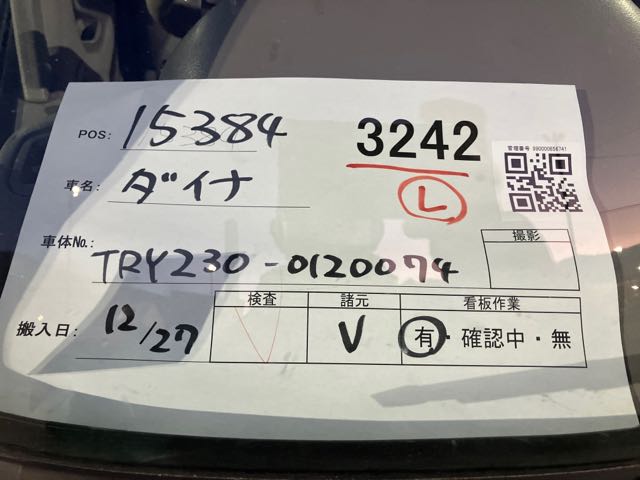 POS: 15384
3242
管理番号 990000656741
車名: ダイナ
L
車体No.: TRY230-0120074
撮影
搬入日: 12/27
検査 諸元 看板作業
V V 有・確認中・無